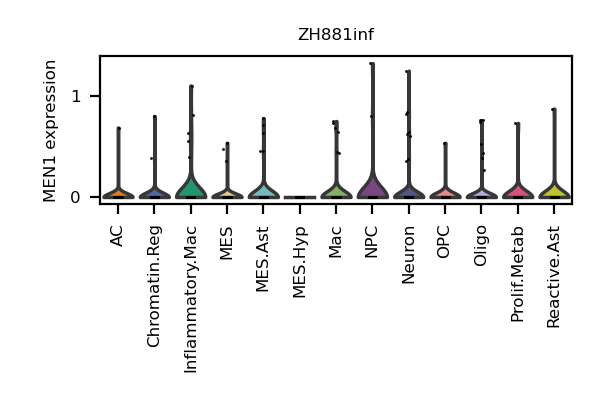 ZH881inf
MEN1 expression
1
0
AC
Chromatin.Reg
Inflammatory.Mac
MES
MES.Ast
MES.Hyp
Mac
NPC
Neuron
OPC
Oligo
Prolif.Metab
Reactive.Ast